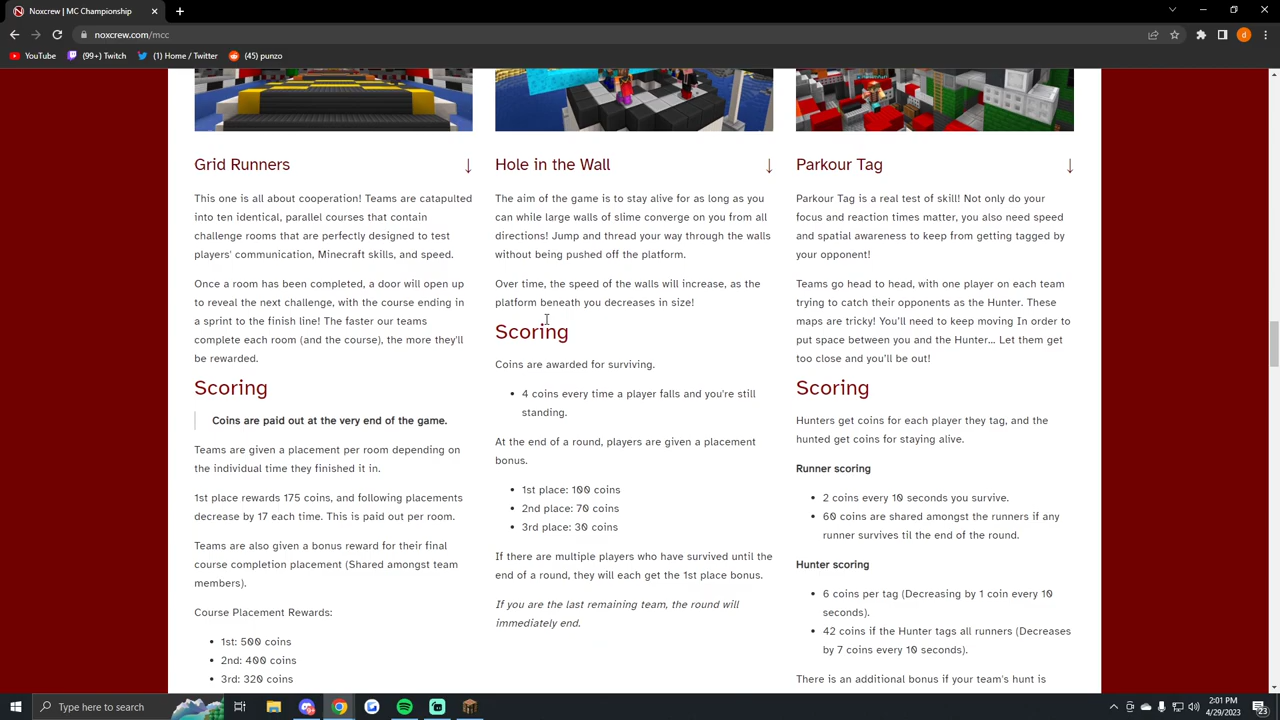 Noxcrew | MC Championship
noxcrew.com/mcc
d
YouTube
(99+) Twitch
(1) Home / Twitter
(45) punzo
Grid Runners ↓
This one is all about cooperation! Teams are catapulted
into ten identical, parallel courses that contain
challenge rooms that are perfectly designed to test
players' communication, Minecraft skills, and speed.
Once a room has been completed, a door will open up
to reveal the next challenge, with the course ending in
a sprint to the finish line! The faster our teams
complete each room (and the course), the more they'll
be rewarded.
Scoring
Coins are paid out at the very end of the game.
Teams are given a placement per room depending on
the individual time they finished it in.
1st place rewards 175 coins, and following placements
decrease by 17 each time. This is paid out per room.
Teams are also given a bonus reward for their final
course completion placement (Shared amongst team
members).
Course Placement Rewards:
• 1st: 500 coins
• 2nd: 400 coins
• 3rd: 320 coins
Hole in the Wall ↓
The aim of the game is to stay alive for as long as you
can while large walls of slime converge on you from all
directions! Jump and thread your way through the walls
without being pushed off the platform.
Over time, the speed of the walls will increase, as the
platform beneath you decreases in size!
Scoring
Coins are awarded for surviving.
• 4 coins every time a player falls and you're still
standing.
At the end of a round, players are given a placement
bonus.
• 1st place: 100 coins
• 2nd place: 70 coins
• 3rd place: 30 coins
If there are multiple players who have survived until the
end of a round, they will each get the 1st place bonus.
If you are the last remaining team, the round will
immediately end.
Parkour Tag ↓
Parkour Tag is a real test of skill! Not only do your
focus and reaction times matter, you also need speed
and spatial awareness to keep from getting tagged by
your opponent!
Teams go head to head, with one player on each team
trying to catch their opponents as the Hunter. These
maps are tricky! You'll need to keep moving In order to
put space between you and the Hunter... Let them get
too close and you'll be out!
Scoring
Hunters get coins for each player they tag, and the
hunted get coins for staying alive.
Runner scoring
• 2 coins every 10 seconds you survive.
• 60 coins are shared amongst the runners if any
runner survives til the end of the round.
Hunter scoring
• 6 coins per tag (Decreasing by 1 coin every 10
seconds).
• 42 coins if the Hunter tags all runners (Decreases
by 7 coins every 10 seconds).
There is an additional bonus if your team's hunt is
Type here to search
2:01 PM
4/29/2023
23